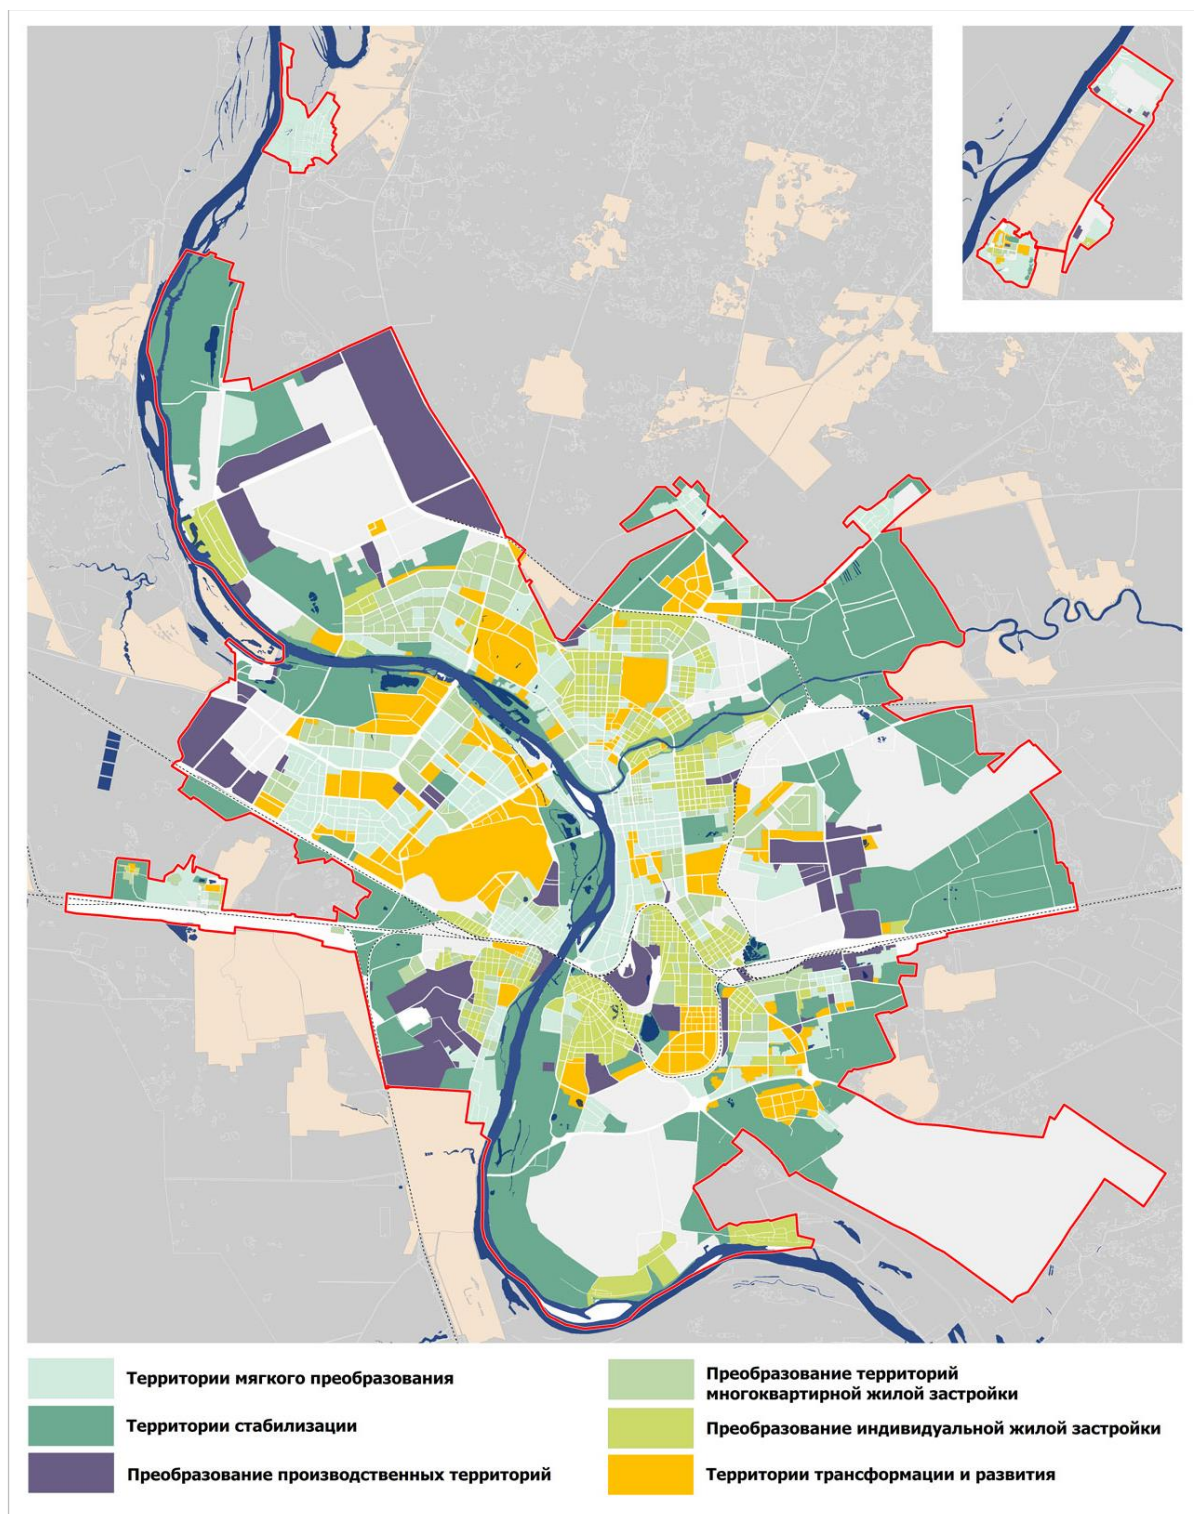 Территории мягкого преобразования
Территории стабилизации
Преобразование производственных территорий
Преобразование территорий
многоквартирной жилой застройки
Преобразование индивидуальной жилой застройки
Территории трансформации и развития